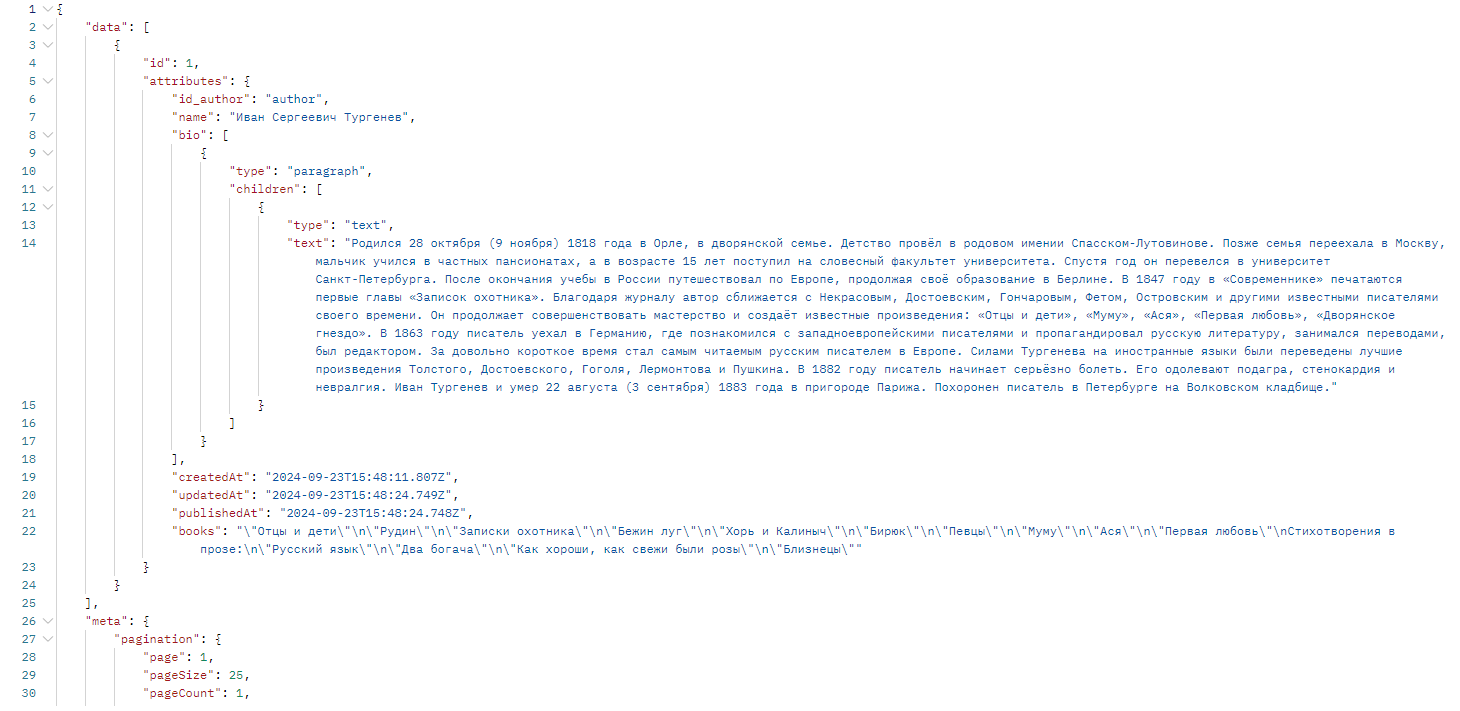 1 {
2 "data": [
3 {
4 "id": 1,
5 "attributes": {
6 "id_author": "author",
7 "name": "Иван Сергеевич Тургенев",
8 "bio": [
9 {
10 "type": "paragraph",
11 "children": [
12 {
13 "type": "text",
14 "text": "Родился 28 октября (9 ноября) 1818 года в Орле, в дворянской семье. Детство провёл в родовом имении Спасском-Лутовинове. Позже семья переехала в Москву,
мальчик учился в частных пансионатах, а в возрасте 15 лет поступил на словесный факультет университета. Спустя год он перевелся в университет
Санкт-Петербурга. После окончания учебы в России путешествовал по Европе, продолжая своё образование в Берлине. В 1847 году в «Современнике» печатаются
первые главы «Записок охотника». Благодаря журналу автор сближается с Некрасовым, Достоевским, Гончаровым, Фетом, Островским и другими известными писателями
своего времени. Он продолжает совершенствовать мастерство и создаёт известные произведения: «Отцы и дети», «Муму», «Ася», «Первая любовь», «Дворянское
гнездо». В 1863 году писатель уехал в Германию, где познакомился с западноевропейскими писателями и пропагандировал русскую литературу, занимался переводами,
был редактором. За довольно короткое время стал самым читаемым русским писателем в Европе. Силами Тургенева на иностранные языки были переведены лучшие
произведения Толстого, Достоевского, Гоголя, Лермонтова и Пушкина. В 1882 году писатель начинает серьёзно болеть. Его одолевают подагра, стенокардия и
невралгия. Иван Тургенев и умер 22 августа (3 сентября) 1883 года в пригороде Парижа. Похоронен писатель в Петербурге на Волковском кладбище."
15 }
16 ]
17 }
18 ],
19 "createdAt": "2024-09-23T15:48:11.807Z",
20 "updatedAt": "2024-09-23T15:48:24.749Z",
21 "publishedAt": "2024-09-23T15:48:24.748Z",
22 "books": "\"Отцы и дети\"\n\"Рудин\"\n\"Записки охотника\"\n\"Бежин луг\"\n\"Хорь и Калиныч\"\n\"Бирюк\"\n\"Певцы\"\n\"Муму\"\n\"Ася\"\n\"Первая любовь\"\nСтихотворения в
прозе:\n\"Русский язык\"\n\"Два богача\"\n\"Как хороши, как свежи были розы\"\n\"Близнецы\""
23 }
24 }
25 ],
26 "meta": {
27 "pagination": {
28 "page": 1,
29 "pageSize": 25,
30 "pageCount": 1,